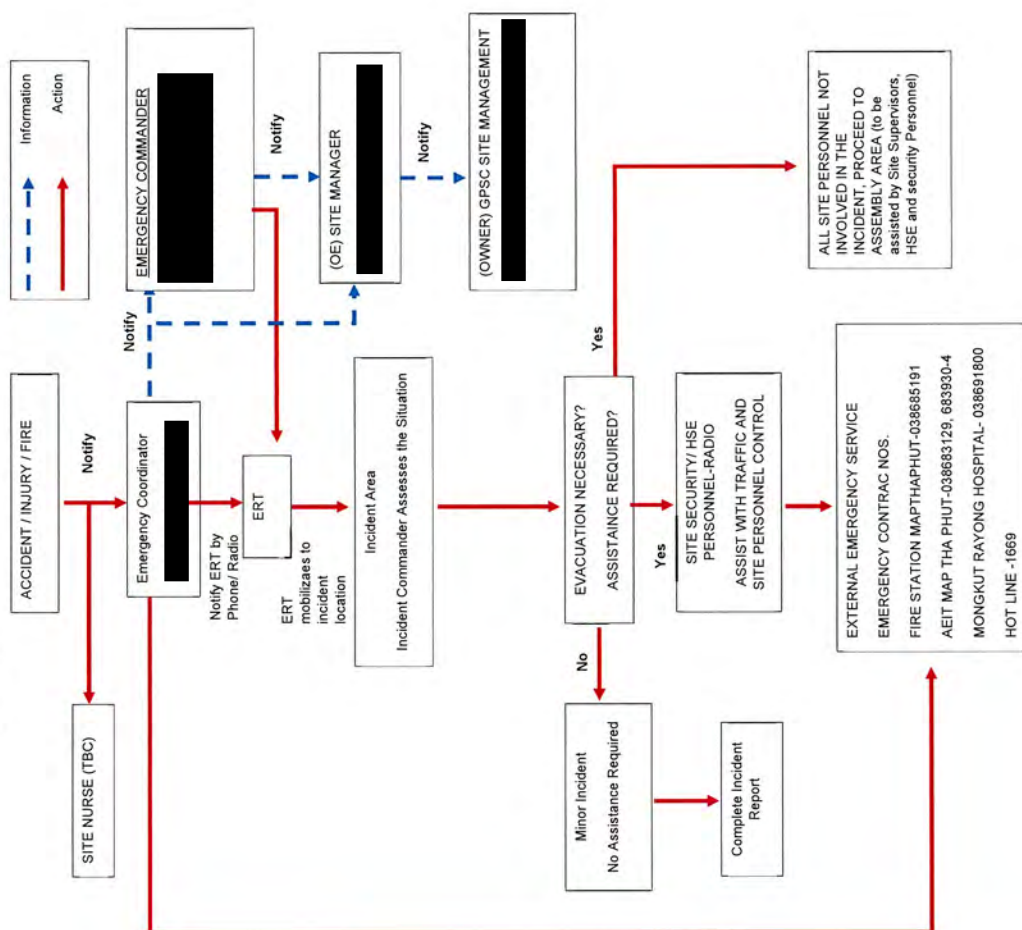 Information
Action
ACCIDENT / INJURY / FIRE
Notify
SITE NURSE (TBC)
Emergency Coordinator
Notify
EMERGENCY COMMANDER
Notify
(OE) SITE MANAGER
Notify
(OWNER) GPSC SITE MANAGEMENT
Notify ERT by
Phone/ Radio
ERT
ERT
mobilizaes to
incident
location
Incident Area
Incident Commander Assesses the Situation
EVACUATION NECESSARY?
ASSISTAINCE REQUIRED?
No
Yes
Yes
Minor Incident
No Assistance Required
Complete Incident
Report
SITE SECURITY/ HSE
PERSONNEL-RADIO
ASSIST WITH TRAFFIC AND
SITE PERSONNEL CONTROL
ALL SITE PERSONNEL NOT
INVOLVED IN THE
INCIDENT, PROCEED TO
ASSEMBLY AREA (to be
assisted by Site Supervisors,
HSE and security Personnel)
EXTERNAL EMERGENCY SERVICE
EMERGENCY CONTRAC NOS.
FIRE STATION MAPTHAPHUT-038685191
AEIT MAP THA PHUT-038683129, 683930-4
MONGKUT RAYONG HOSPITAL- 038691800
HOT LINE -1669